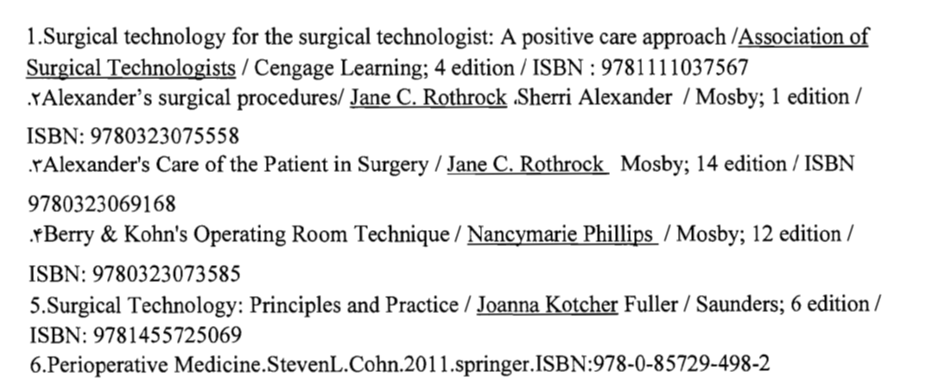 1.Surgical technology for the surgical technologist: A positive care approach /Association of
Surgical Technologists / Cengage Learning; 4 edition / ISBN : 9781111037567
.۲Alexander’s surgical procedures/ Jane C. Rothrock ،Sherri Alexander / Mosby; 1 edition /
ISBN: 9780323075558
.۳Alexander's Care of the Patient in Surgery / Jane C. Rothrock Mosby; 14 edition / ISBN
9780323069168
.۴Berry & Kohn's Operating Room Technique / Nancymarie Phillips / Mosby; 12 edition /
ISBN: 9780323073585
5.Surgical Technology: Principles and Practice / Joanna Kotcher Fuller / Saunders; 6 edition /
ISBN: 9781455725069
6.Perioperative Medicine.StevenL.Cohn.2011.springer.ISBN:978-0-85729-498-2